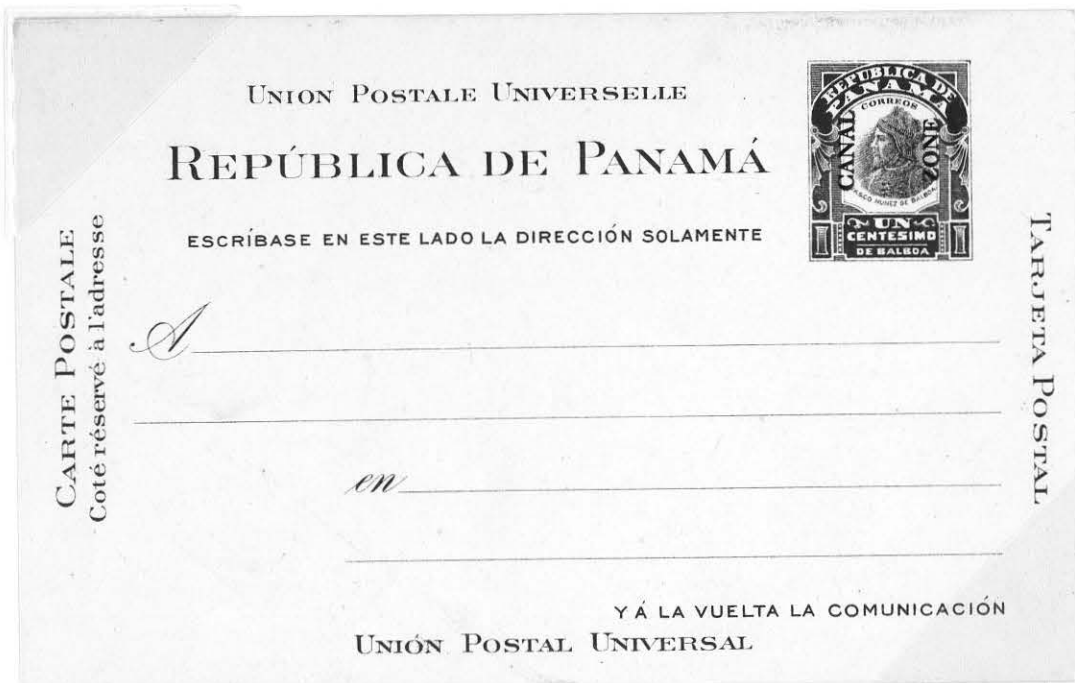 UNION POSTALE UNIVERSELLE
REPÚBLICA DE PANAMÁ
ESCRÍBASE EN ESTE LADO LA DIRECCIÓN SOLAMENTE
REPUBLICA DE
PANAMA
CORREOS
CANAL
ZONE
NUÑEZ DE BALBOA
1 UN 1
CENTESIMO
DE BALBOA
CARTE POSTALE
Coté réservé à l'adresse
TARJETA POSTAL
A
en
Y Á LA VUELTA LA COMUNICACIÓN
UNIÓN POSTAL UNIVERSAL